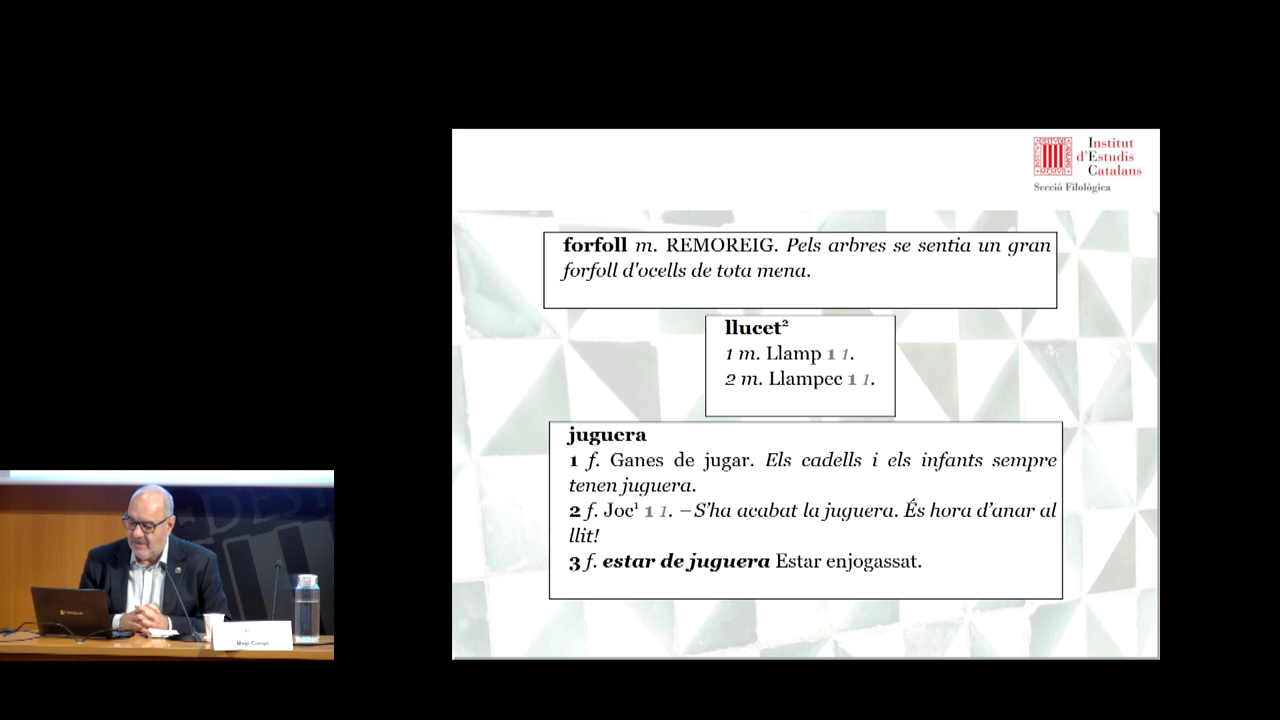 Institut
d'Estudis
Catalans
Secció Filològica
forfoll m. REMOREIG. Pels arbres se sentia un gran
forfoll d'ocells de tota mena.
llucet²
1 m. Llamp 1 1.
2 m. Llampec 1 1.
juguera
1 f. Ganes de jugar. Els cadells i els infants sempre
tenen juguera.
2 f. Joc¹ 1 1. –S'ha acabat la juguera. És hora d'anar al
llit!
3 f. estar de juguera Estar enjogassat.
Magí Camps